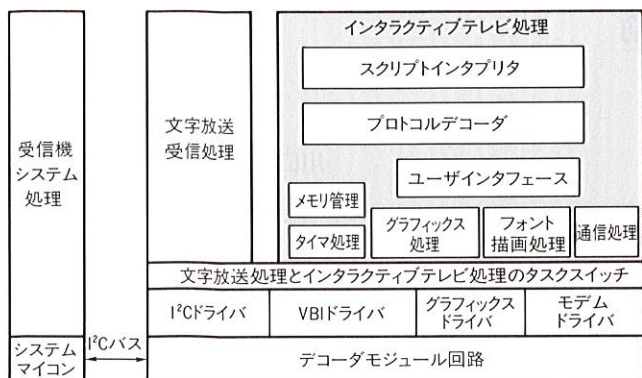 インタラクティブテレビ処理
スクリプトインタプリタ
プロトコルデコーダ
ユーザインタフェース
メモリ管理
タイマ処理
グラフィックス
処理
フォント
描画処理
通信処理
文字放送
受信処理
受信機
システム
処理
文字放送処理とインタラクティブテレビ処理のタスクスイッチ
I²Cドライバ
VBIドライバ
グラフィックス
ドライバ
モデム
ドライバ
システム
マイコン
I²Cバス
デコーダモジュール回路